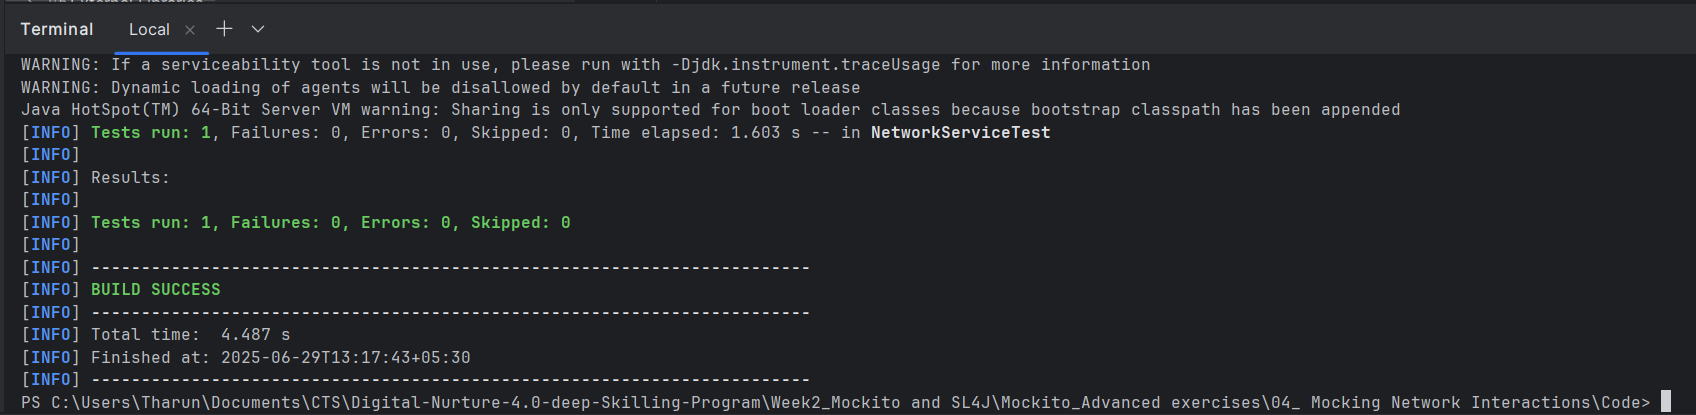 Terminal Local × + ⌄
WARNING: If a serviceability tool is not in use, please run with -Djdk.instrument.traceUsage for more information
WARNING: Dynamic loading of agents will be disallowed by default in a future release
Java HotSpot(TM) 64-Bit Server VM warning: Sharing is only supported for boot loader classes because bootstrap classpath has been appended
[INFO] Tests run: 1, Failures: 0, Errors: 0, Skipped: 0, Time elapsed: 1.603 s -- in NetworkServiceTest
[INFO]
[INFO] Results:
[INFO]
[INFO] Tests run: 1, Failures: 0, Errors: 0, Skipped: 0
[INFO]
[INFO] ------------------------------------------------------------------------
[INFO] BUILD SUCCESS
[INFO] ------------------------------------------------------------------------
[INFO] Total time:  4.487 s
[INFO] Finished at: 2025-06-29T13:17:43+05:30
[INFO] ------------------------------------------------------------------------
PS C:\Users\Tharun\Documents\CTS\Digital-Nurture-4.0-deep-Skilling-Program\Week2_Mockito and SL4J\Mockito_Advanced exercises\04_ Mocking Network Interactions\Code>